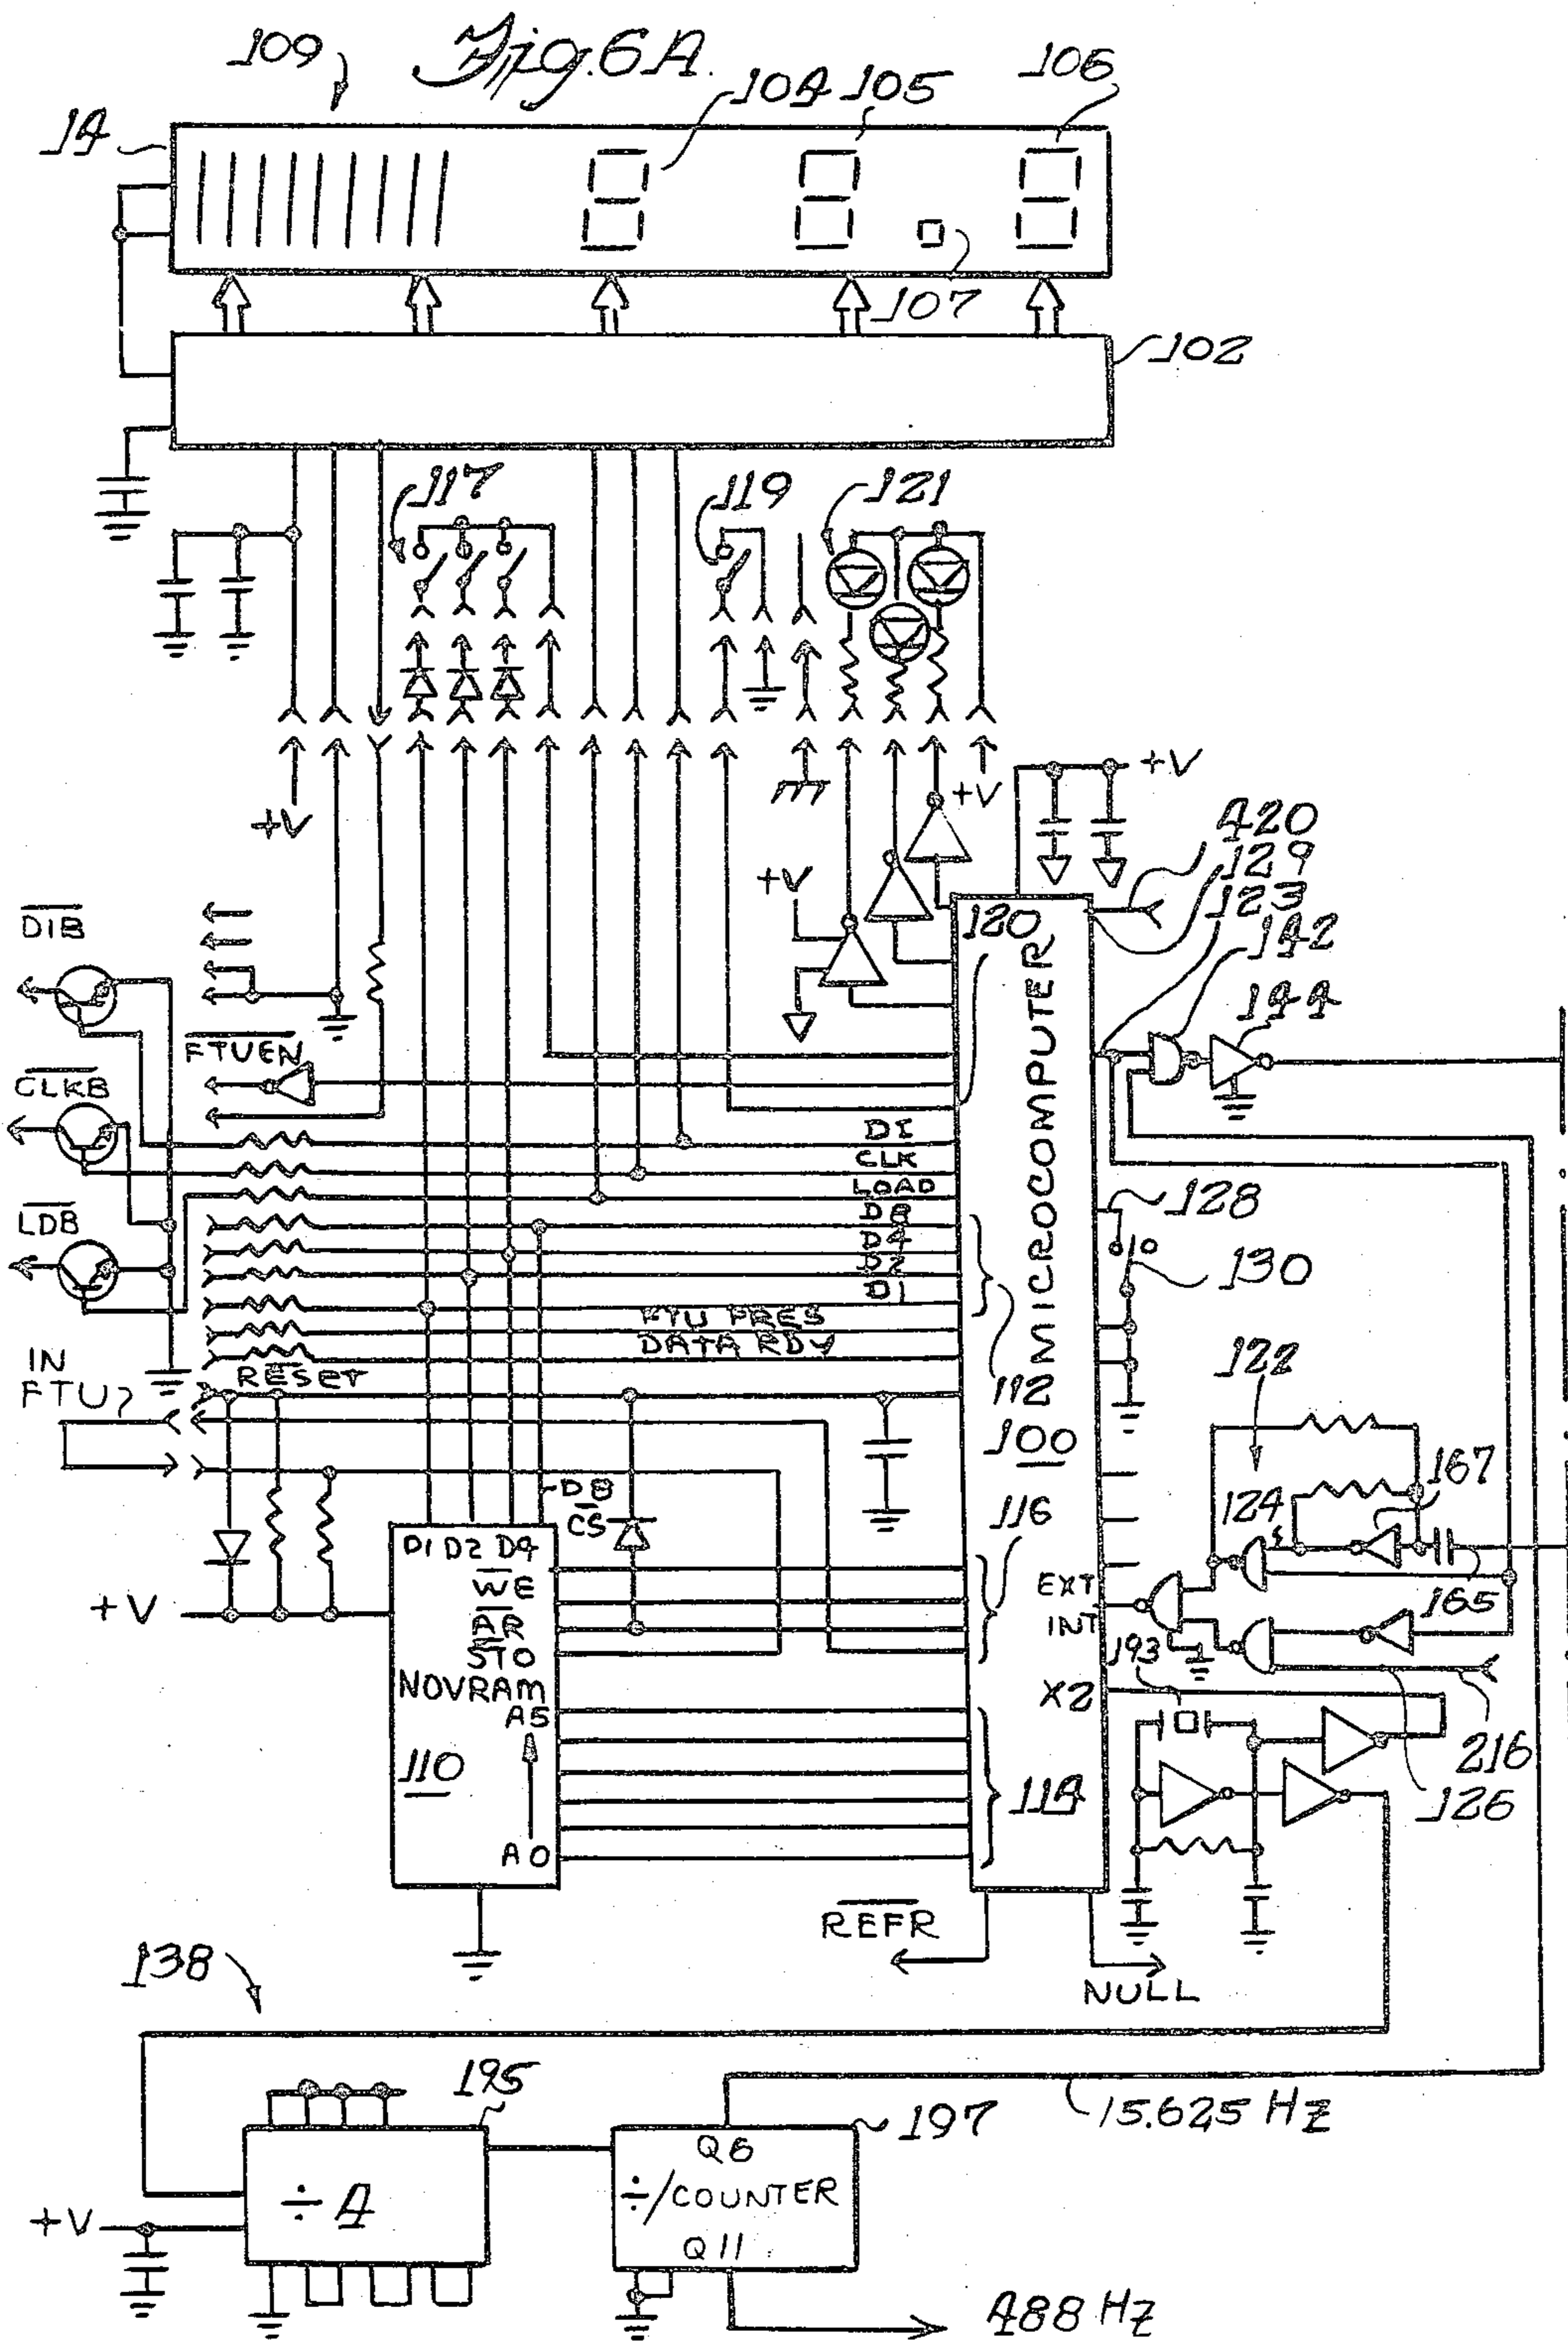 Fig. 6A.
109
104
105
106
14
107
102
117
119
121
+V
+V
+V
+V
420
129
123
142
144
120
DIB
FTUEN
CLKB
LDB
DI
CLK
LOAD
D8
D4
D2
D1
FTU PRES
DATA RDY
RESET
IN
FTU?
MICROCOMPUTER
100
112
128
130
122
167
124
165
D8
CS
116
D1 D2 D4
WE
AR
STO
NOVRAM
A5
110
A0
+V
EXT
INT
193
X2
114
216
126
REFR
NULL
138
195
÷4
+V
197
Q6
÷/COUNTER
Q11
15.625 Hz
488 Hz